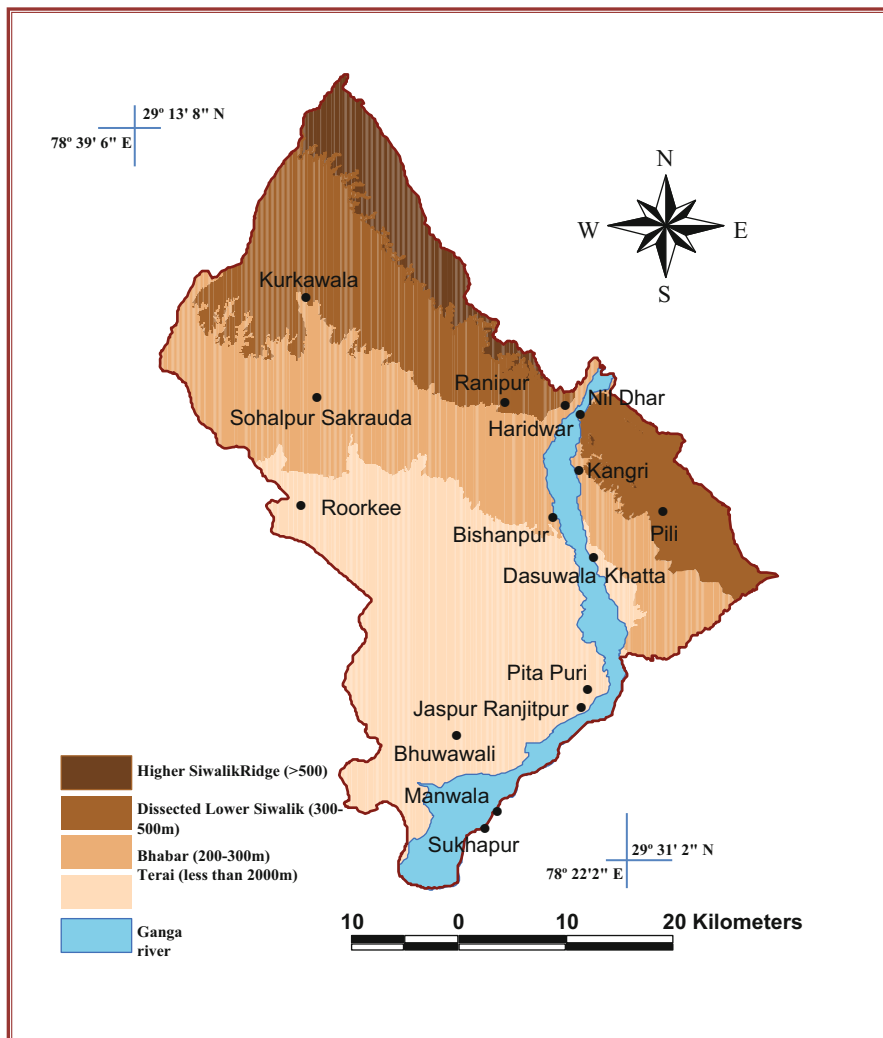 29º 13' 8" N
78º 39' 6" E
N
W E
S
Kurkawala
Ranipur
Nil Dhar
Sohalpur Sakrauda
Haridwar
Kangri
Roorkee
Bishanpur
Pili
Dasuwala Khatta
Pita Puri
Jaspur Ranjitpur
Bhuwawali
Manwala
Sukhapur
Higher SiwalikRidge (>500)
Dissected Lower Siwalik (300-
500m)
Bhabar (200-300m)
Terai (less than 2000m)
Ganga
river
29º 31' 2" N
78º 22'2" E
10 0 10 20 Kilometers